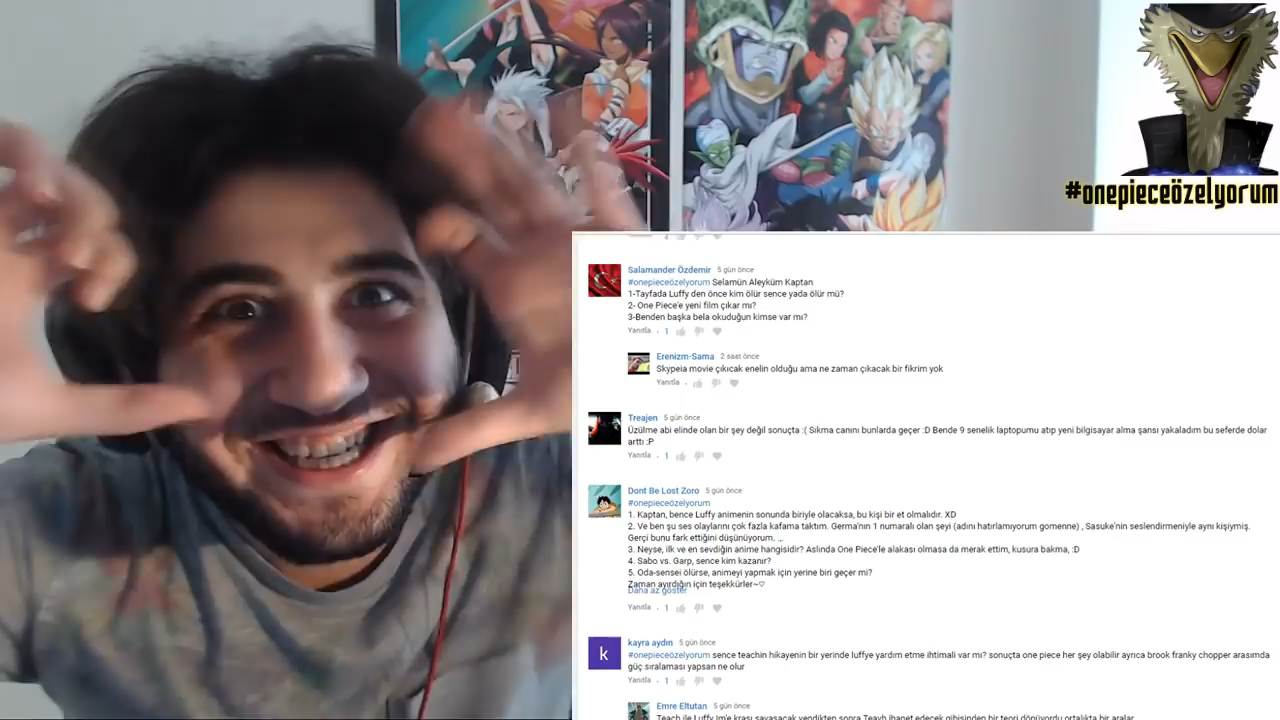 #onepieceözelyorum
Salamander Özdemir 5 gün önce
#onepieceözelyorum Selamün Aleyküm Kaptan
1-Tayfada Luffy den önce kim ölür sence yada ölür mü?
2- One Piece'e yeni film çıkar mı?
3-Benden başka bela okuduğun kimse var mı?
Yanıtla . 1
Erenizm-Sama 2 saat önce
Skypeia movie çıkıcak enelin olduğu ama ne zaman çıkacak bir fikrim yok
Yanıtla .
Treajen 5 gün önce
Üzülme abi elinde olan bir şey değil sonuçta :( Sıkma canını bunlarda geçer :D Bende 9 senelik laptopumu atıp yeni bilgisayar alma şansı yakaladım bu seferde dolar
arttı :P
Yanıtla . 1
Dont Be Lost Zoro 5 gün önce
#onepieceözelyorum
1. Kaptan, bence Luffy animenin sonunda biriyle olacaksa, bu kişi bir et olmalıdır. XD
2. Ve ben şu ses olaylarını çok fazla kafama taktım. Germa'nın 1 numaralı olan şeyi (adını hatırlamıyorum gomenne) , Sasuke'nin seslendirmeniyle aynı kişiymiş.
Gerçi bunu fark ettiğini düşünüyorum. .,.
3. Neyse, ilk ve en sevdiğin anime hangisidir? Aslında One Piece'le alakası olmasa da merak ettim, kusura bakma, :D
4. Sabo vs. Garp, sence kim kazanır?
5. Oda-sensei ölürse, animeyi yapmak için yerine biri geçer mi?
Zaman ayırdığın için teşekkürler~♡
Daha az göster
Yanıtla . 1
k
kayra aydın 5 gün önce
#onepieceözelyorum sence teachin hikayenin bir yerinde luffye yardım etme ihtimali var mı? sonuçta one piece her şey olabilir ayrıca brook franky chopper arasımda
güç sıralaması yapsan ne olur
Yanıtla . 1
Emre Eltutan 5 gün önce
Teach ile Luffy